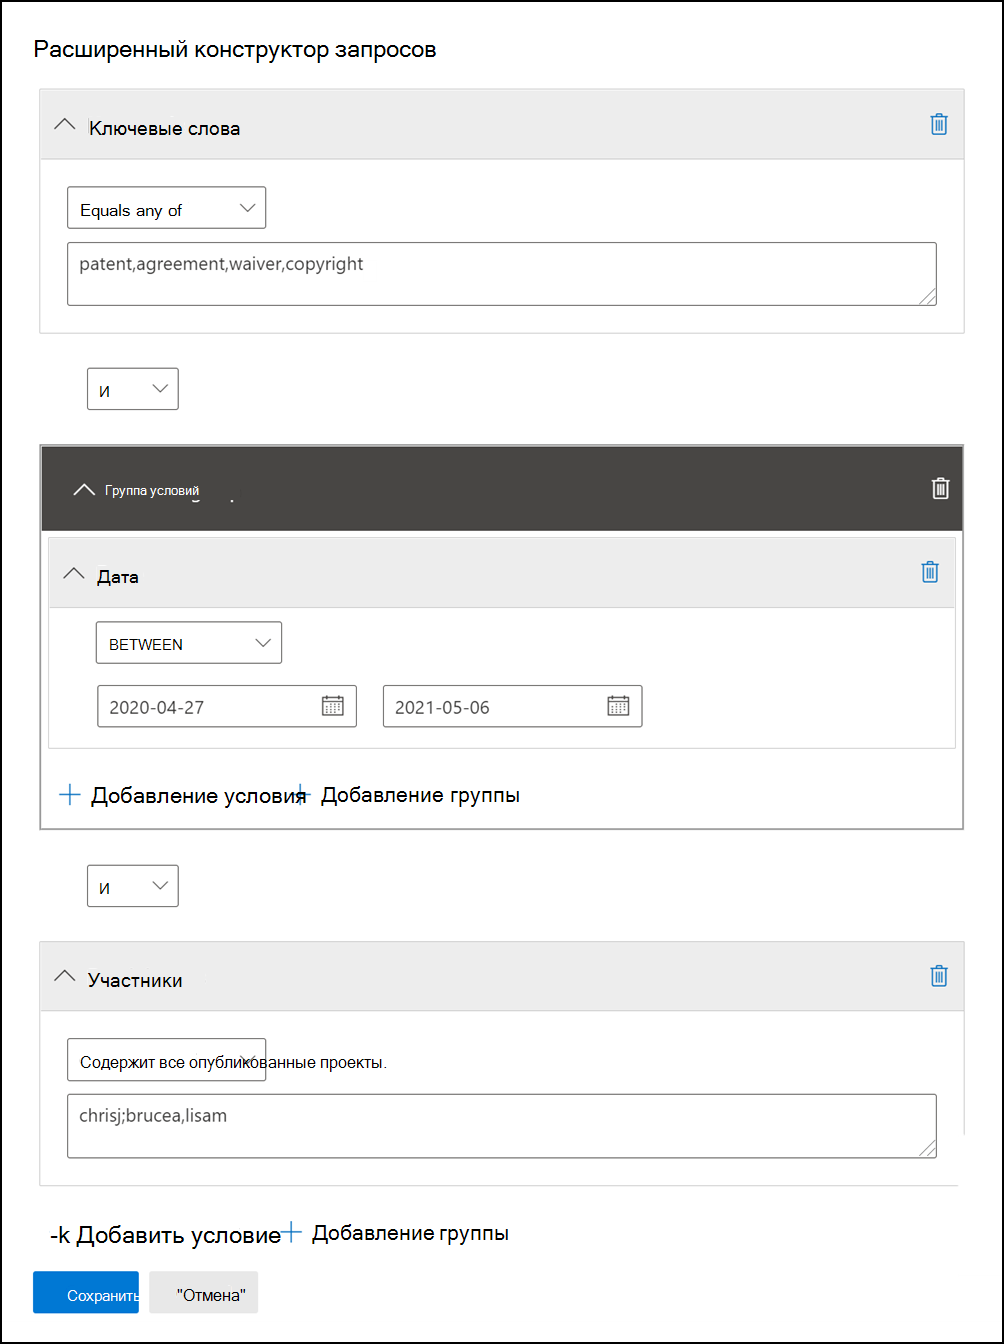 Расширенный конструктор запросов
Ключевые слова
Equals any of
patent,agreement,waiver,copyright
И
Группа условий
Дата
BETWEEN
2020-04-27 2021-05-06
Добавление условия Добавление группы
И
Участники
Содержит все опубликованные проекты.
chrisj;brucea,lisam
-k Добавить условие Добавление группы
Сохранить "Отмена"